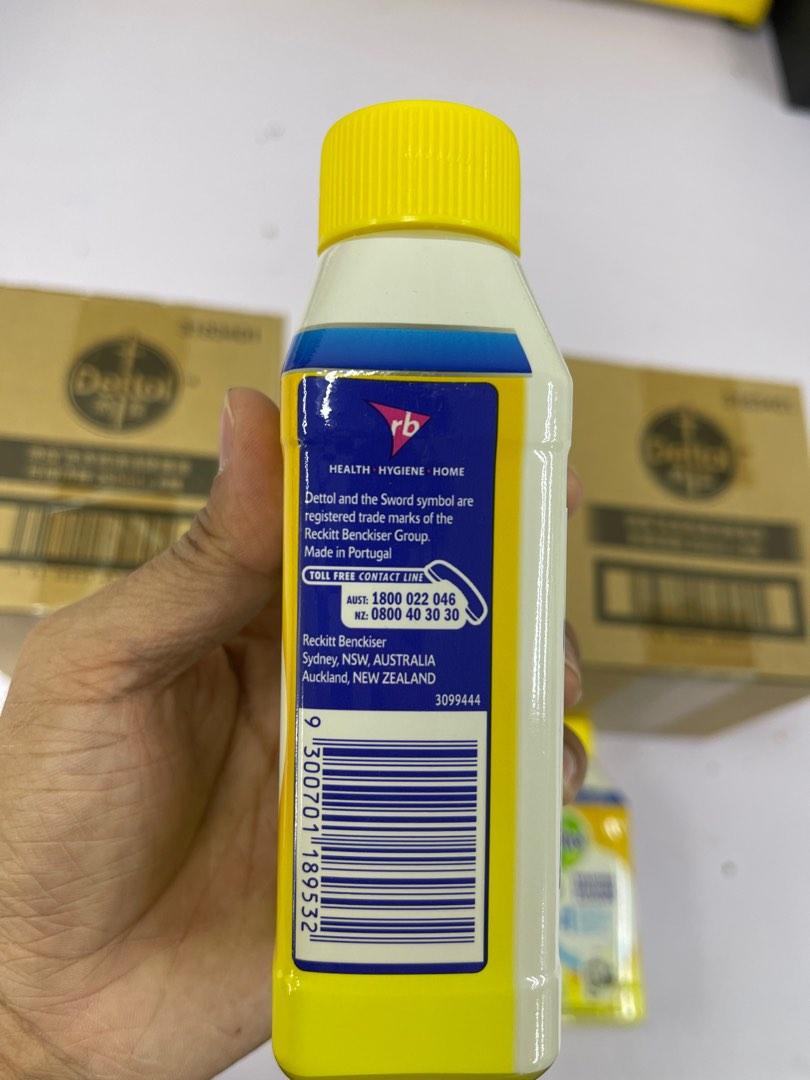 rb
HEALTH • HYGIENE • HOME
Dettol and the Sword symbol are
registered trade marks of the
Reckitt Benckiser Group.
Made in Portugal
TOLL FREE CONTACT LINE
AUST: 1800 022 046
NZ: 0800 40 30 30
Reckitt Benckiser
Sydney, NSW, AUSTRALIA
Auckland, NEW ZEALAND
3099444
9 300701 189532
Dettol
Dettol